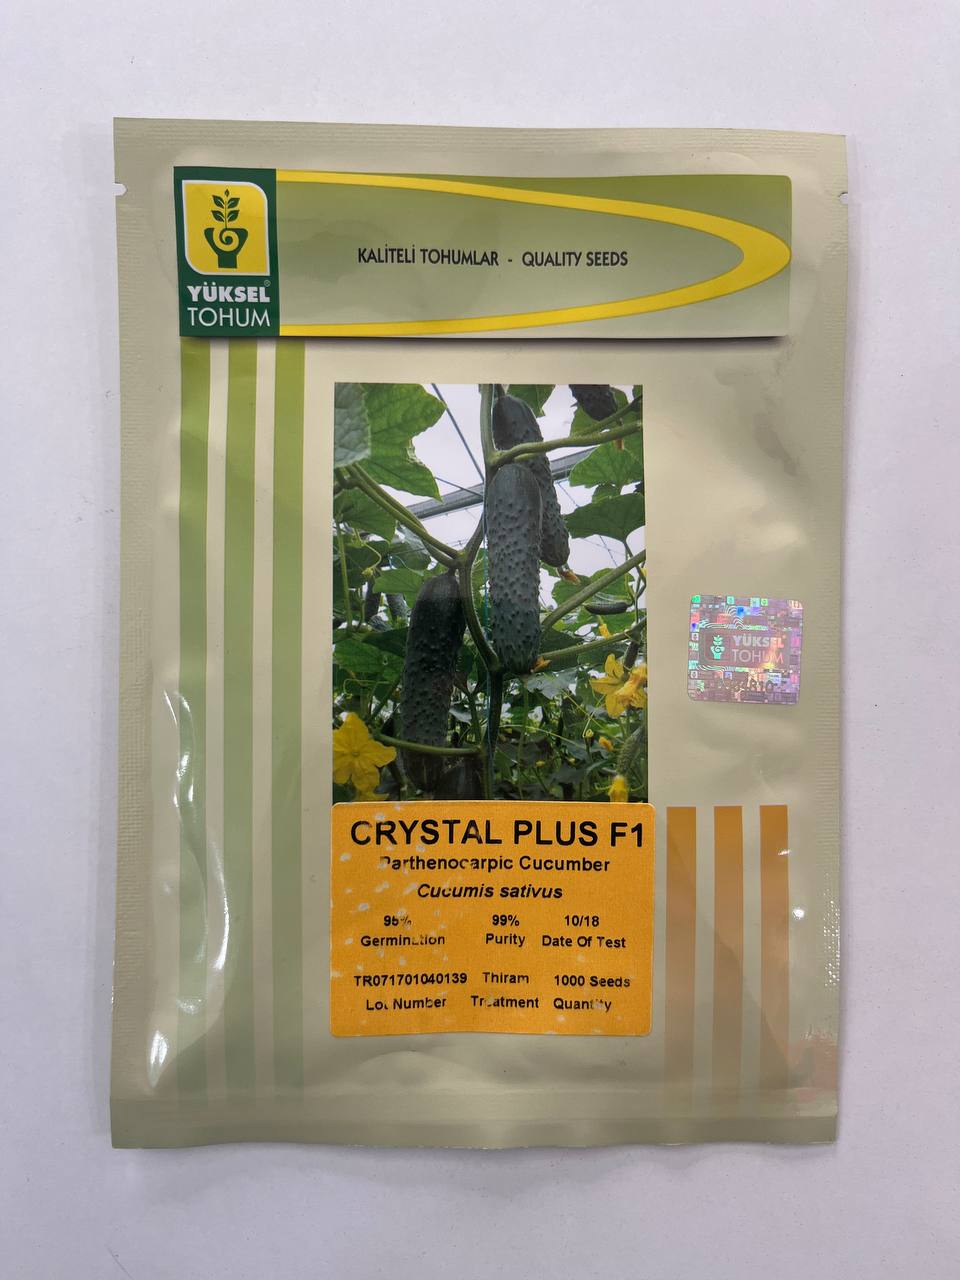 KALİTELİ TOHUMLAR - QUALITY SEEDS
YÜKSEL®
TOHUM
YÜKSEL
TOHUM
CRYSTAL PLUS F1
Parthenocarpic Cucumber
Cucumis sativus
99% 10/18
Germination Purity Date Of Test
TR071701040139 Thiram 1000 Seeds
Lot Number Treatment Quantity